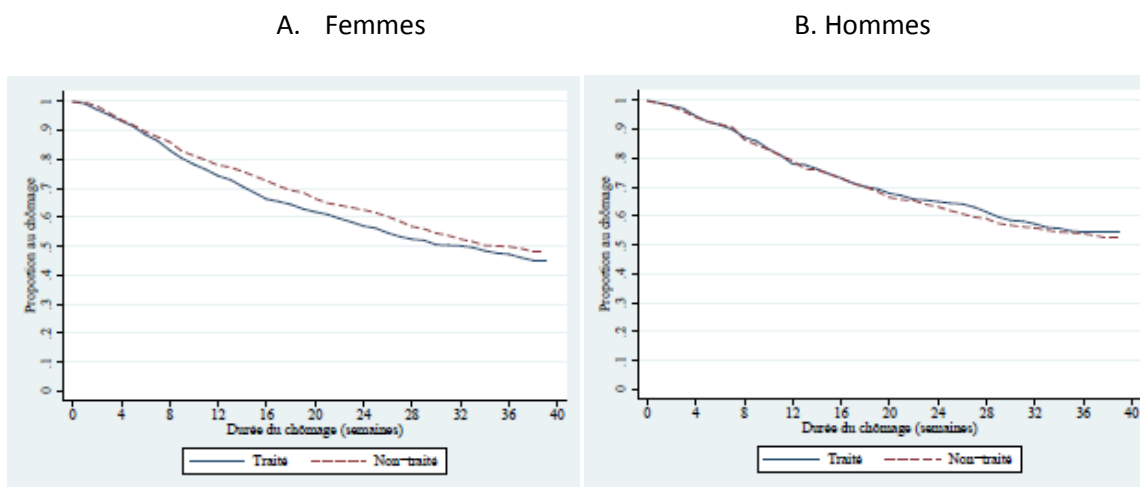 A. Femmes
B. Hommes
Proportion au chômage
1
.9
.8
.7
.6
.5
.4
.3
.2
.1
0
0 4 8 12 16 20 24 28 32 36 40
Durée du chômage (semaines)
Traité Non-traité
Proportion au chômage
1
.9
.8
.7
.6
.5
.4
.3
.2
.1
0
0 4 8 12 16 20 24 28 32 36 40
Durée du chômage (semaines)
Traité Non-traité